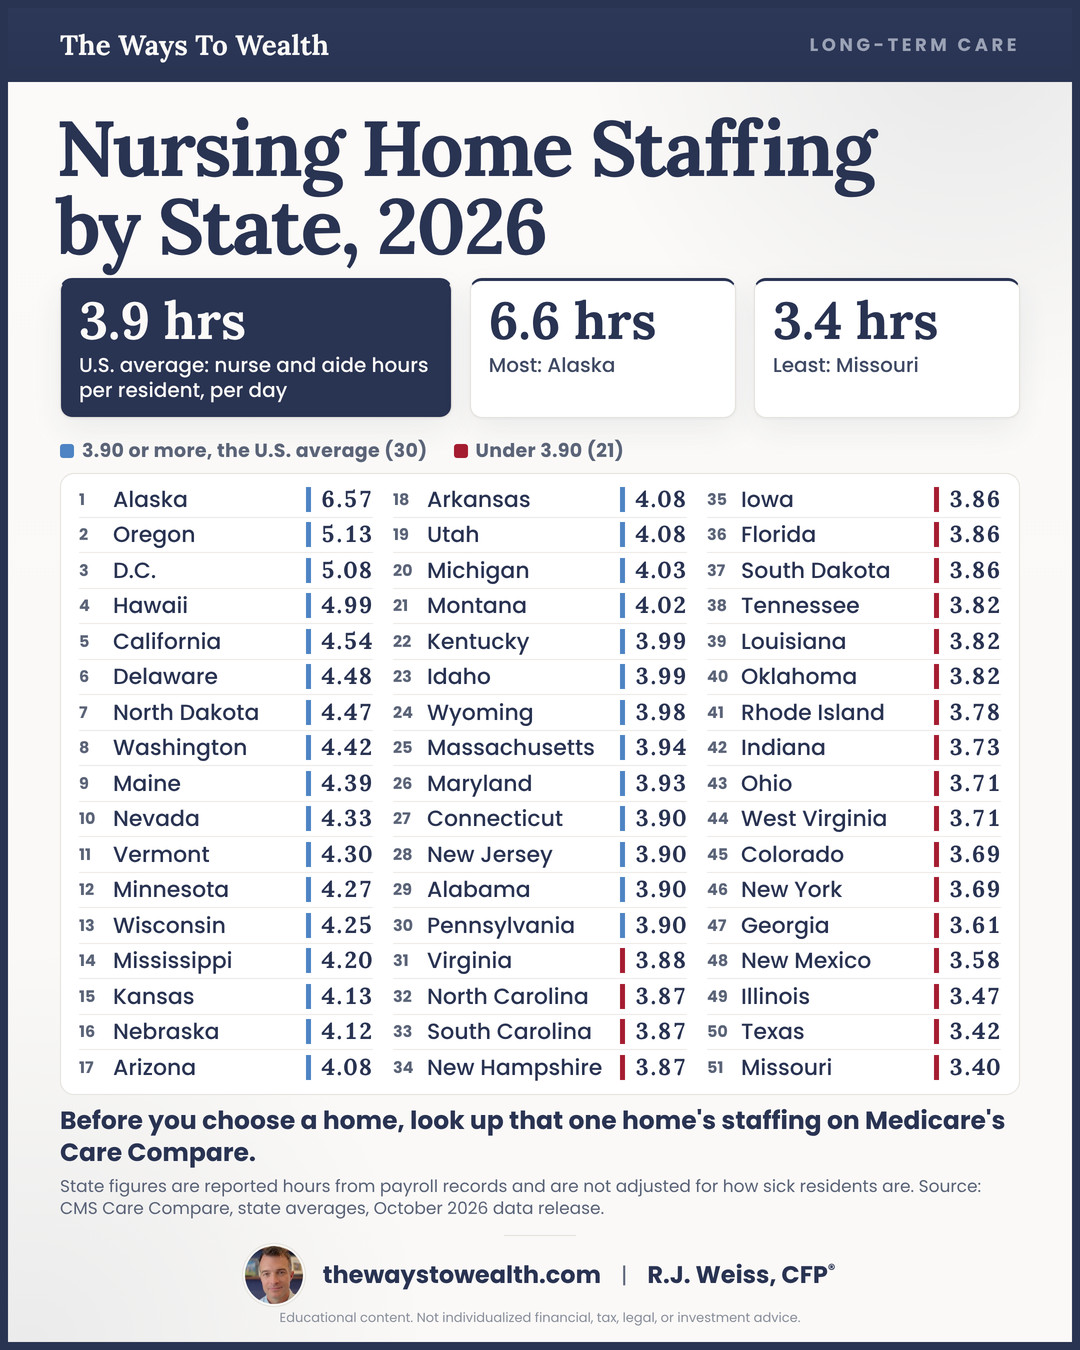 The Ways To Wealth
LONG-TERM CARE
Nursing Home Staffing
by State, 2026
3.9 hrs
U.S. average: nurse and aide hours
per resident, per day
6.6 hrs
Most: Alaska
3.4 hrs
Least: Missouri
3.90 or more, the U.S. average (30)
Under 3.90 (21)
1 Alaska 6.57
2 Oregon 5.13
3 D.C. 5.08
4 Hawaii 4.99
5 California 4.54
6 Delaware 4.48
7 North Dakota 4.47
8 Washington 4.42
9 Maine 4.39
10 Nevada 4.33
11 Vermont 4.30
12 Minnesota 4.27
13 Wisconsin 4.25
14 Mississippi 4.20
15 Kansas 4.13
16 Nebraska 4.12
17 Arizona 4.08
18 Arkansas 4.08
19 Utah 4.08
20 Michigan 4.03
21 Montana 4.02
22 Kentucky 3.99
23 Idaho 3.99
24 Wyoming 3.98
25 Massachusetts 3.94
26 Maryland 3.93
27 Connecticut 3.90
28 New Jersey 3.90
29 Alabama 3.90
30 Pennsylvania 3.90
31 Virginia 3.88
32 North Carolina 3.87
33 South Carolina 3.87
34 New Hampshire 3.87
35 Iowa 3.86
36 Florida 3.86
37 South Dakota 3.86
38 Tennessee 3.82
39 Louisiana 3.82
40 Oklahoma 3.82
41 Rhode Island 3.78
42 Indiana 3.73
43 Ohio 3.71
44 West Virginia 3.71
45 Colorado 3.69
46 New York 3.69
47 Georgia 3.61
48 New Mexico 3.58
49 Illinois 3.47
50 Texas 3.42
51 Missouri 3.40
Before you choose a home, look up that one home's staffing on Medicare's
Care Compare.
State figures are reported hours from payroll records and are not adjusted for how sick residents are. Source:
CMS Care Compare, state averages, October 2026 data release.
thewaystowealth.com | R.J. Weiss, CFP®
Educational content. Not individualized financial, tax, legal, or investment advice.